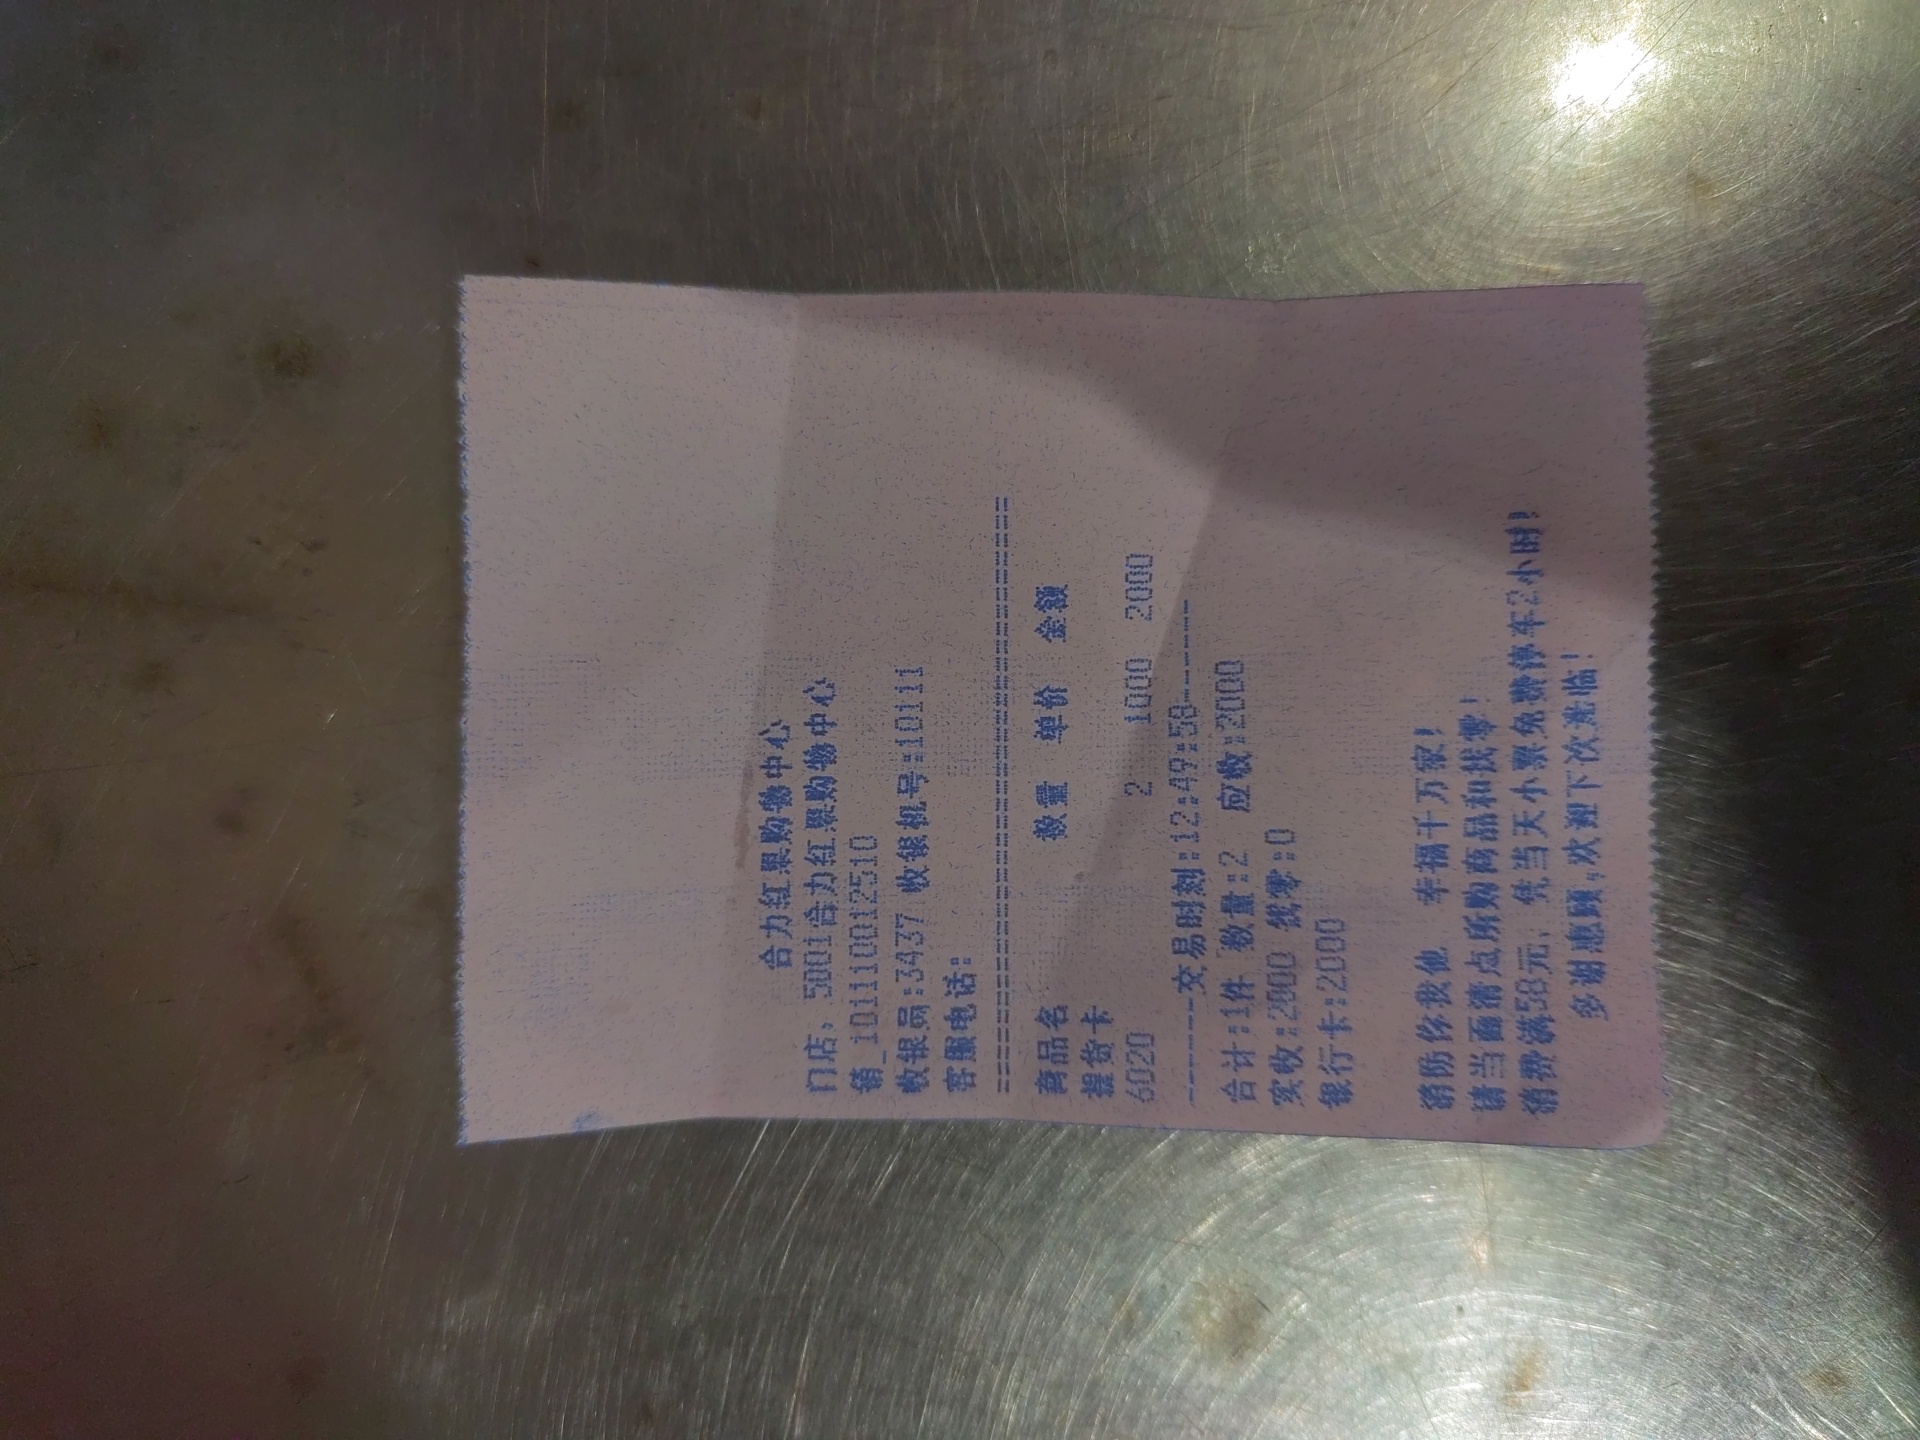 合力红果购物中心
门店: 5001合力红果购物中心
销_1011100012510
收银员:3437 收银机号:10111
客服电话:
==============================
商品名 数量 单价 金额
提货卡
6020 2 1000 2000
-----交易时刻:12:49:58-----
合计:1件 数量:2 应收:2000
实收:2000 找零:0
银行卡:2000
消防你我他 幸福千万家!
请当面清点所购商品和找零!
消费满58元, 凭当天小票免费停车2小时!
多谢惠顾,欢迎下次光临!